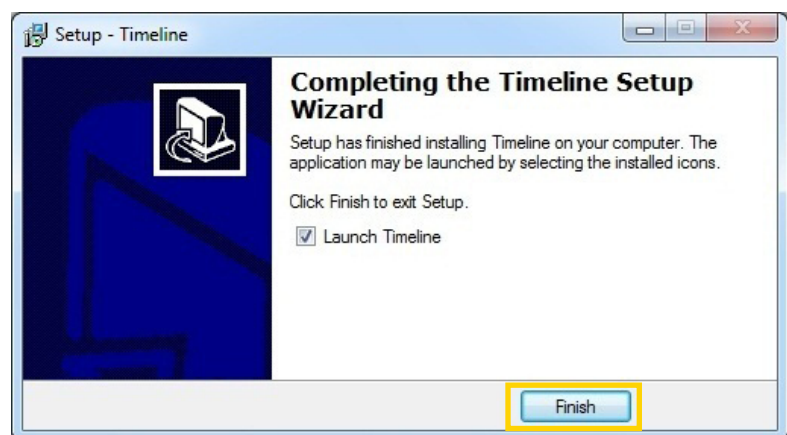 Setup - Timeline
Completing the Timeline Setup
Wizard
Setup has finished installing Timeline on your computer. The
application may be launched by selecting the installed icons.
Click Finish to exit Setup.
Launch Timeline
Finish